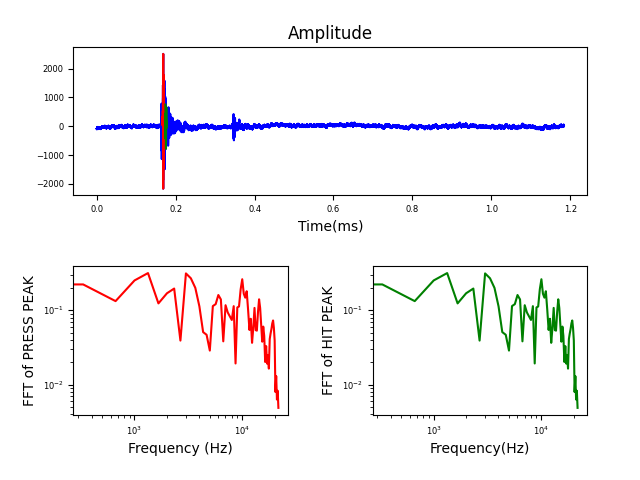 Amplitude
2000
1000
0
−1000
−2000
0.0 0.2 0.4 0.6 0.8 1.0 1.2
Time(ms)
FFT of PRESS PEAK
10⁻¹
10⁻²
10³ 10⁴
Frequency (Hz)
FFT of HIT PEAK
10⁻¹
10⁻²
10³ 10⁴
Frequency(Hz)